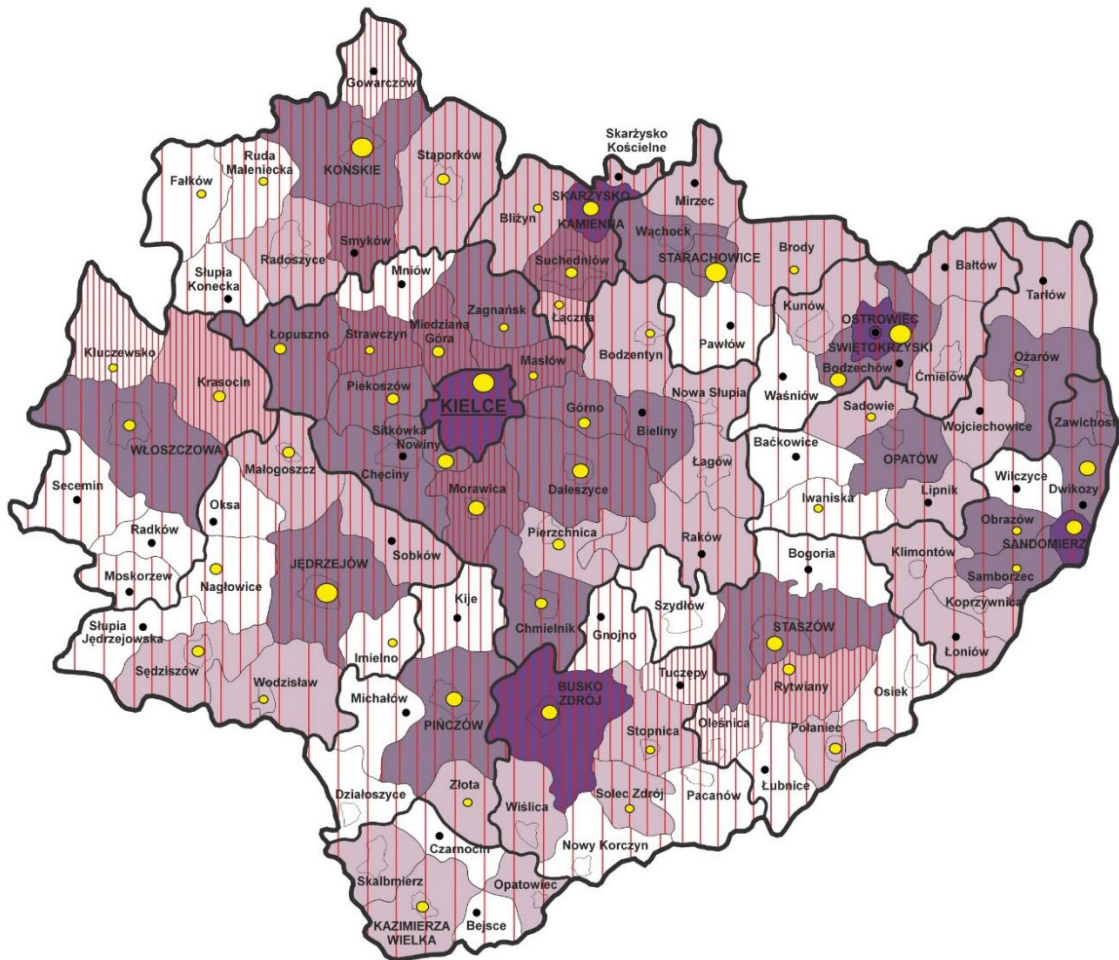 Gowarczów
Skarżysko
Kościelne
Ruda
Maleniecka
Fałków
KOŃSKIE
Stąporków
Mirzec
SKARŻYSKO
KAMIENNA
Bliżyn
Wąchock
Smyków
Radoszyce
Brody
STARACHOWICE
Suchedniów
Bałtów
Mniów
Słupia
Konecka
Tarłów
Zagnańsk
Kunów
OSTROWIEC
ŚWIĘTOKRZYSKI
Łączna
Łopuszno
Strawczyn
Miedziana
Góra
Pawłów
Kluczewsko
Bodzentyn
Masłów
Bodzechów
Ożarów
Ćmielów
Krasocin
Piekoszów
Nowa Słupia
Waśniów
KIELCE
Sadowie
Górno
Wojciechowice
Zawichost
Bieliny
Sitkówka
Nowiny
WŁOSZCZOWA
Baćkowice
OPATÓW
Chęciny
Małogoszcz
Łagów
Daleszyce
Wilczyce
Secemin
Morawica
Iwaniska
Lipnik
Dwikozy
Oksa
Obrazów
Radków
Pierzchnica
Raków
Sobków
SANDOMIERZ
Bogoria
Klimontów
JĘDRZEJÓW
Moskorzew
Nagłowice
Samborzec
Kije
Szydłów
Koprzywnica
Słupia
Jędrzejowska
Chmielnik
Gnojno
STASZÓW
Łoniów
Imielno
Sędziszów
Tuczępy
Rytwiany
Wodzisław
BUSKO
ZDRÓJ
Osiek
Michałów
PIŃCZÓW
Oleśnica
Połaniec
Stopnica
Złota
Solec Zdrój
Łubnice
Działoszyce
Pacanów
Wiślica
Nowy Korczyn
Czarnocin
Skalbmierz
Opatowiec
KAZIMIERZA
WIELKA
Bejsce